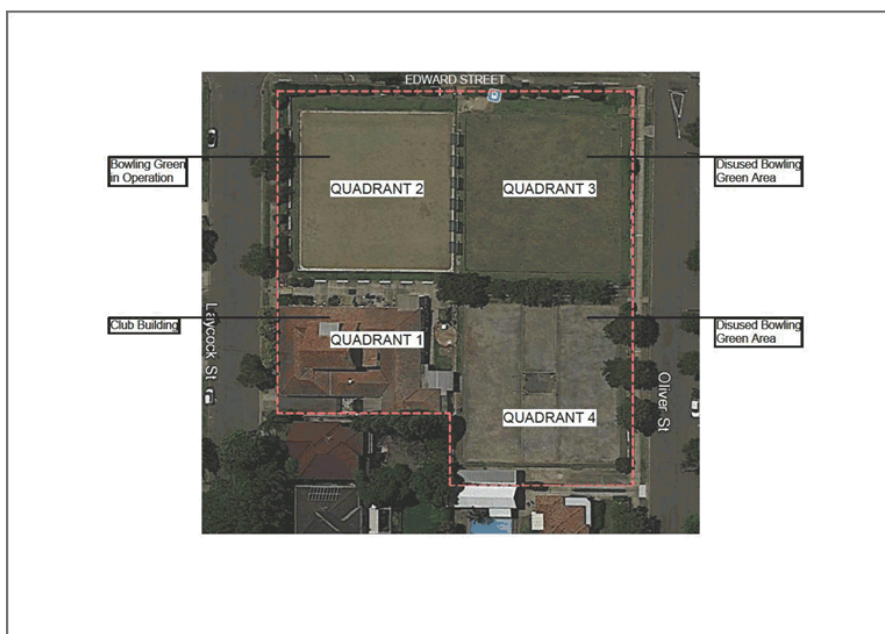 EDWARD STREET
Bowling Green
in Operation
QUADRANT 2
QUADRANT 3
Disused Bowling
Green Area
Laycock St
Club Building
QUADRANT 1
Disused Bowling
Green Area
QUADRANT 4
Oliver St